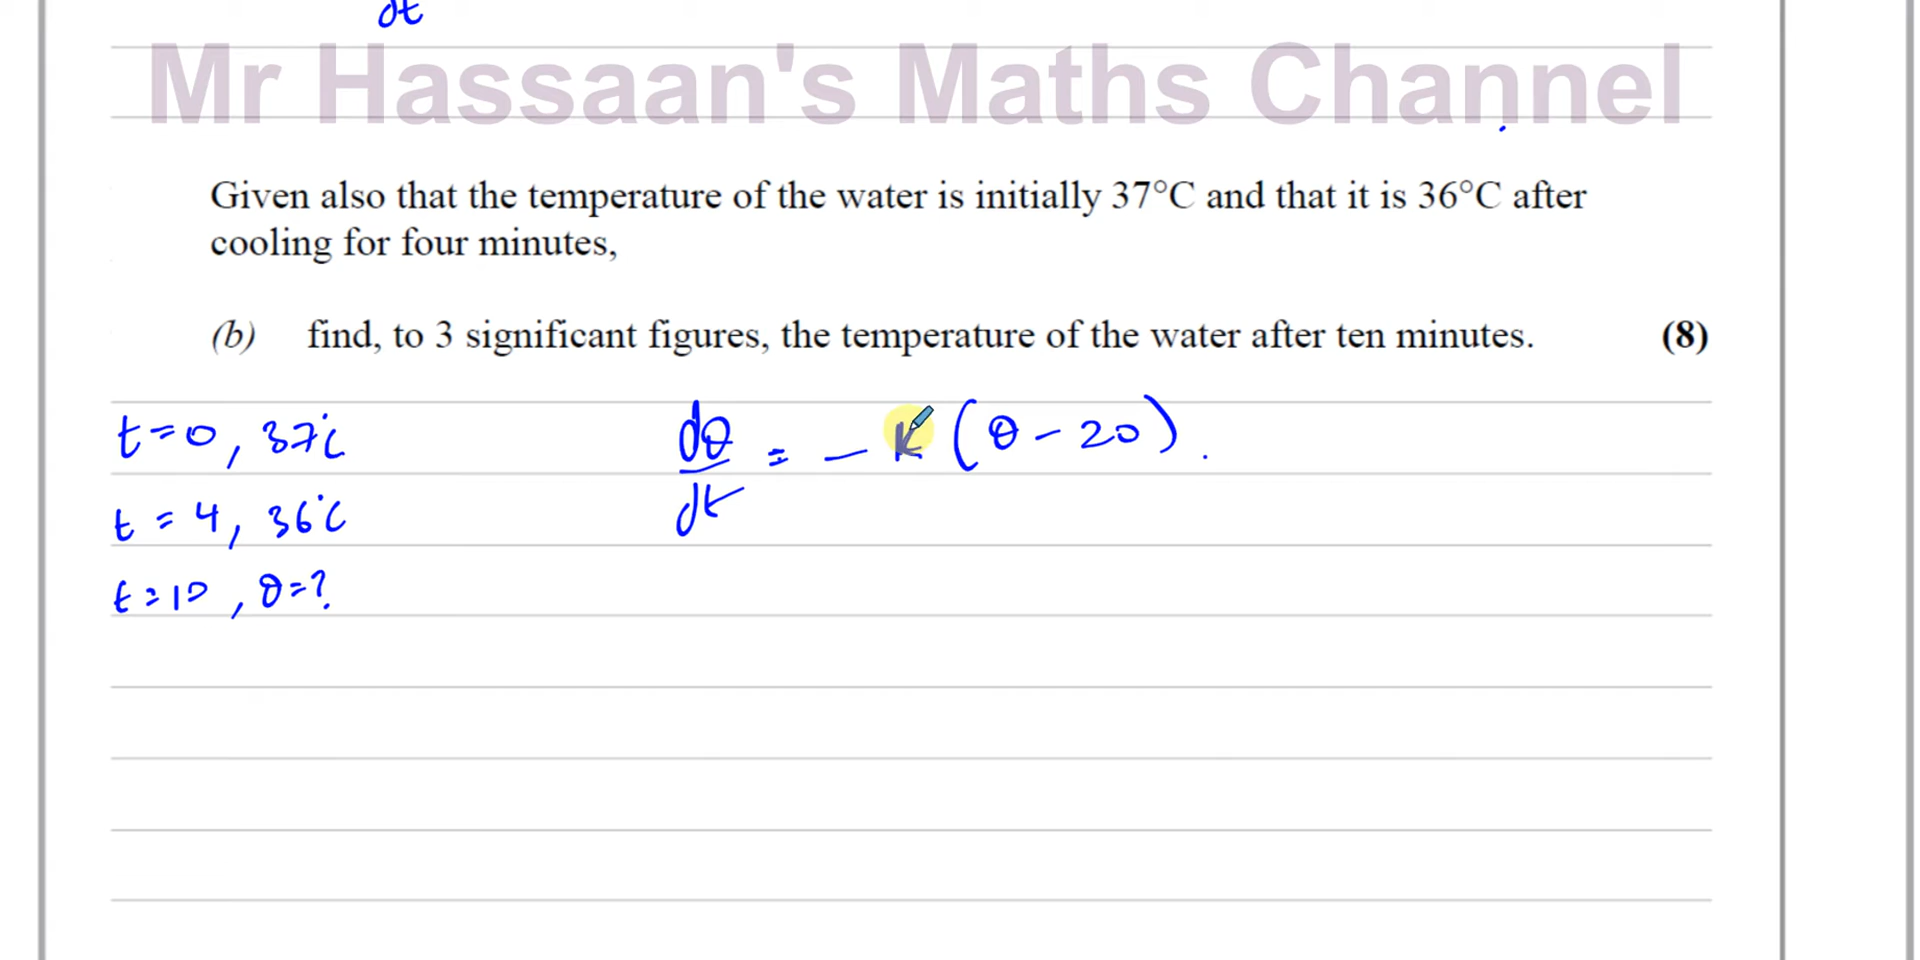 dt
Mr Hassaan's Maths Channel
Given also that the temperature of the water is initially 37°C and that it is 36°C after
cooling for four minutes,
(b) find, to 3 significant figures, the temperature of the water after ten minutes. (8)
t=0, 37°C
dθ/dt = - K (θ - 20).
t = 4, 36°C
t=10, θ=?